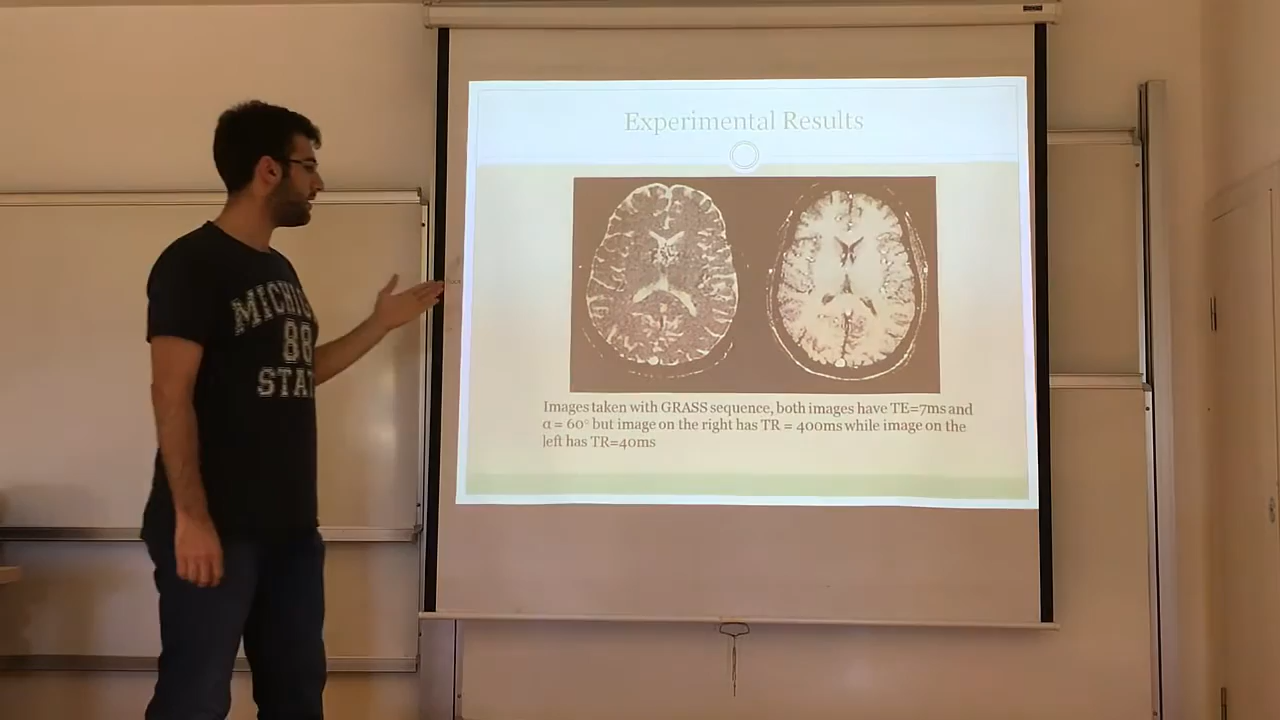 Experimental Results
Images taken with GRASS sequence, both images have TE=7ms and
α = 60° but image on the right has TR = 400ms while image on the
left has TR=40ms
MICHIG
88
STAT